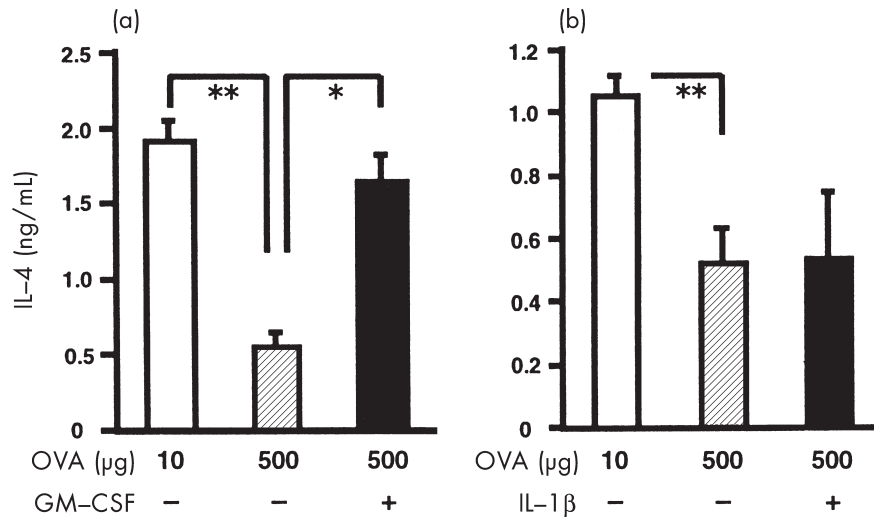 (a)
2.5
2.0
1.5
1.0
0.5
0
IL–4 (ng/mL)
** *
OVA (μg) 10 500 500
GM–CSF – – +
(b)
1.2
1.0
0.8
0.6
0.4
0.2
0
**
OVA (μg) 10 500 500
IL–1β – – +